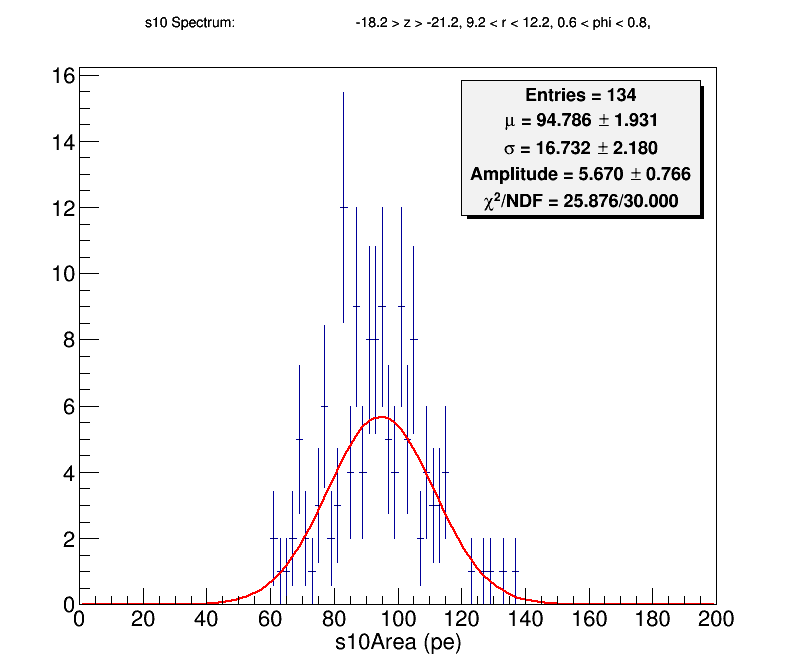 s10 Spectrum: -18.2 > z > -21.2, 9.2 < r < 12.2, 0.6 < phi < 0.8,
Entries = 134
μ = 94.786 ± 1.931
σ = 16.732 ± 2.180
Amplitude = 5.670 ± 0.766
χ²/NDF = 25.876/30.000
16
14
12
10
8
6
4
2
0
0 20 40 60 80 100 120 140 160 180 200
s10Area (pe)